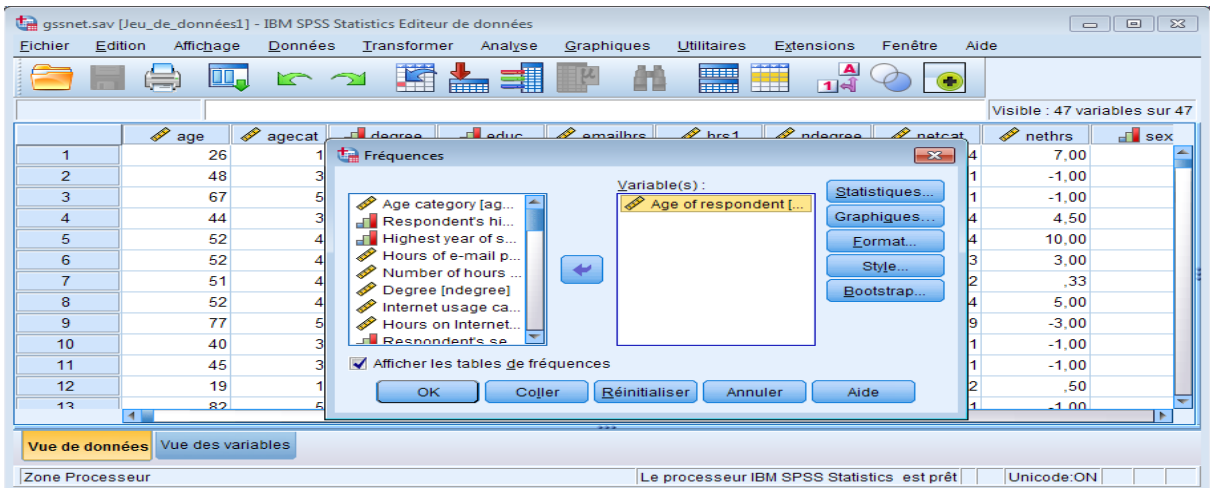 gssnet.sav [Jeu_de_données1] - IBM SPSS Statistics Editeur de données
Eichier Edition Affichage Données Transformer Analyse Graphiques Utilitaires Extensions Fenêtre Aide
Visible : 47 variables sur 47
age agecat degree educ emailhrs hrs1 ndegree netcat nethrs sex
1 26 1 4 7,00
2 48 3 1 -1,00
3 67 5 1 -1,00
4 44 3 4 4,50
5 52 4 4 10,00
6 52 4 3 3,00
7 51 4 2 ,33
8 52 4 4 5,00
9 77 5 9 -3,00
10 40 3 1 -1,00
11 45 3 1 -1,00
12 19 1 2 ,50
13 82 5 1 -1,00
Fréquences
Variable(s) :
Age category [ag...
Respondent's hi...
Highest year of s...
Hours of e-mail p...
Number of hours ...
Degree [ndegree]
Internet usage ca...
Hours on Internet...
Respondent's se...
Age of respondent [...
Statistiques...
Graphiques...
Format...
Style...
Bootstrap...
Afficher les tables de fréquences
OK Coller Réinitialiser Annuler Aide
Vue de données Vue des variables
Zone Processeur Le processeur IBM SPSS Statistics est prêt Unicode:ON